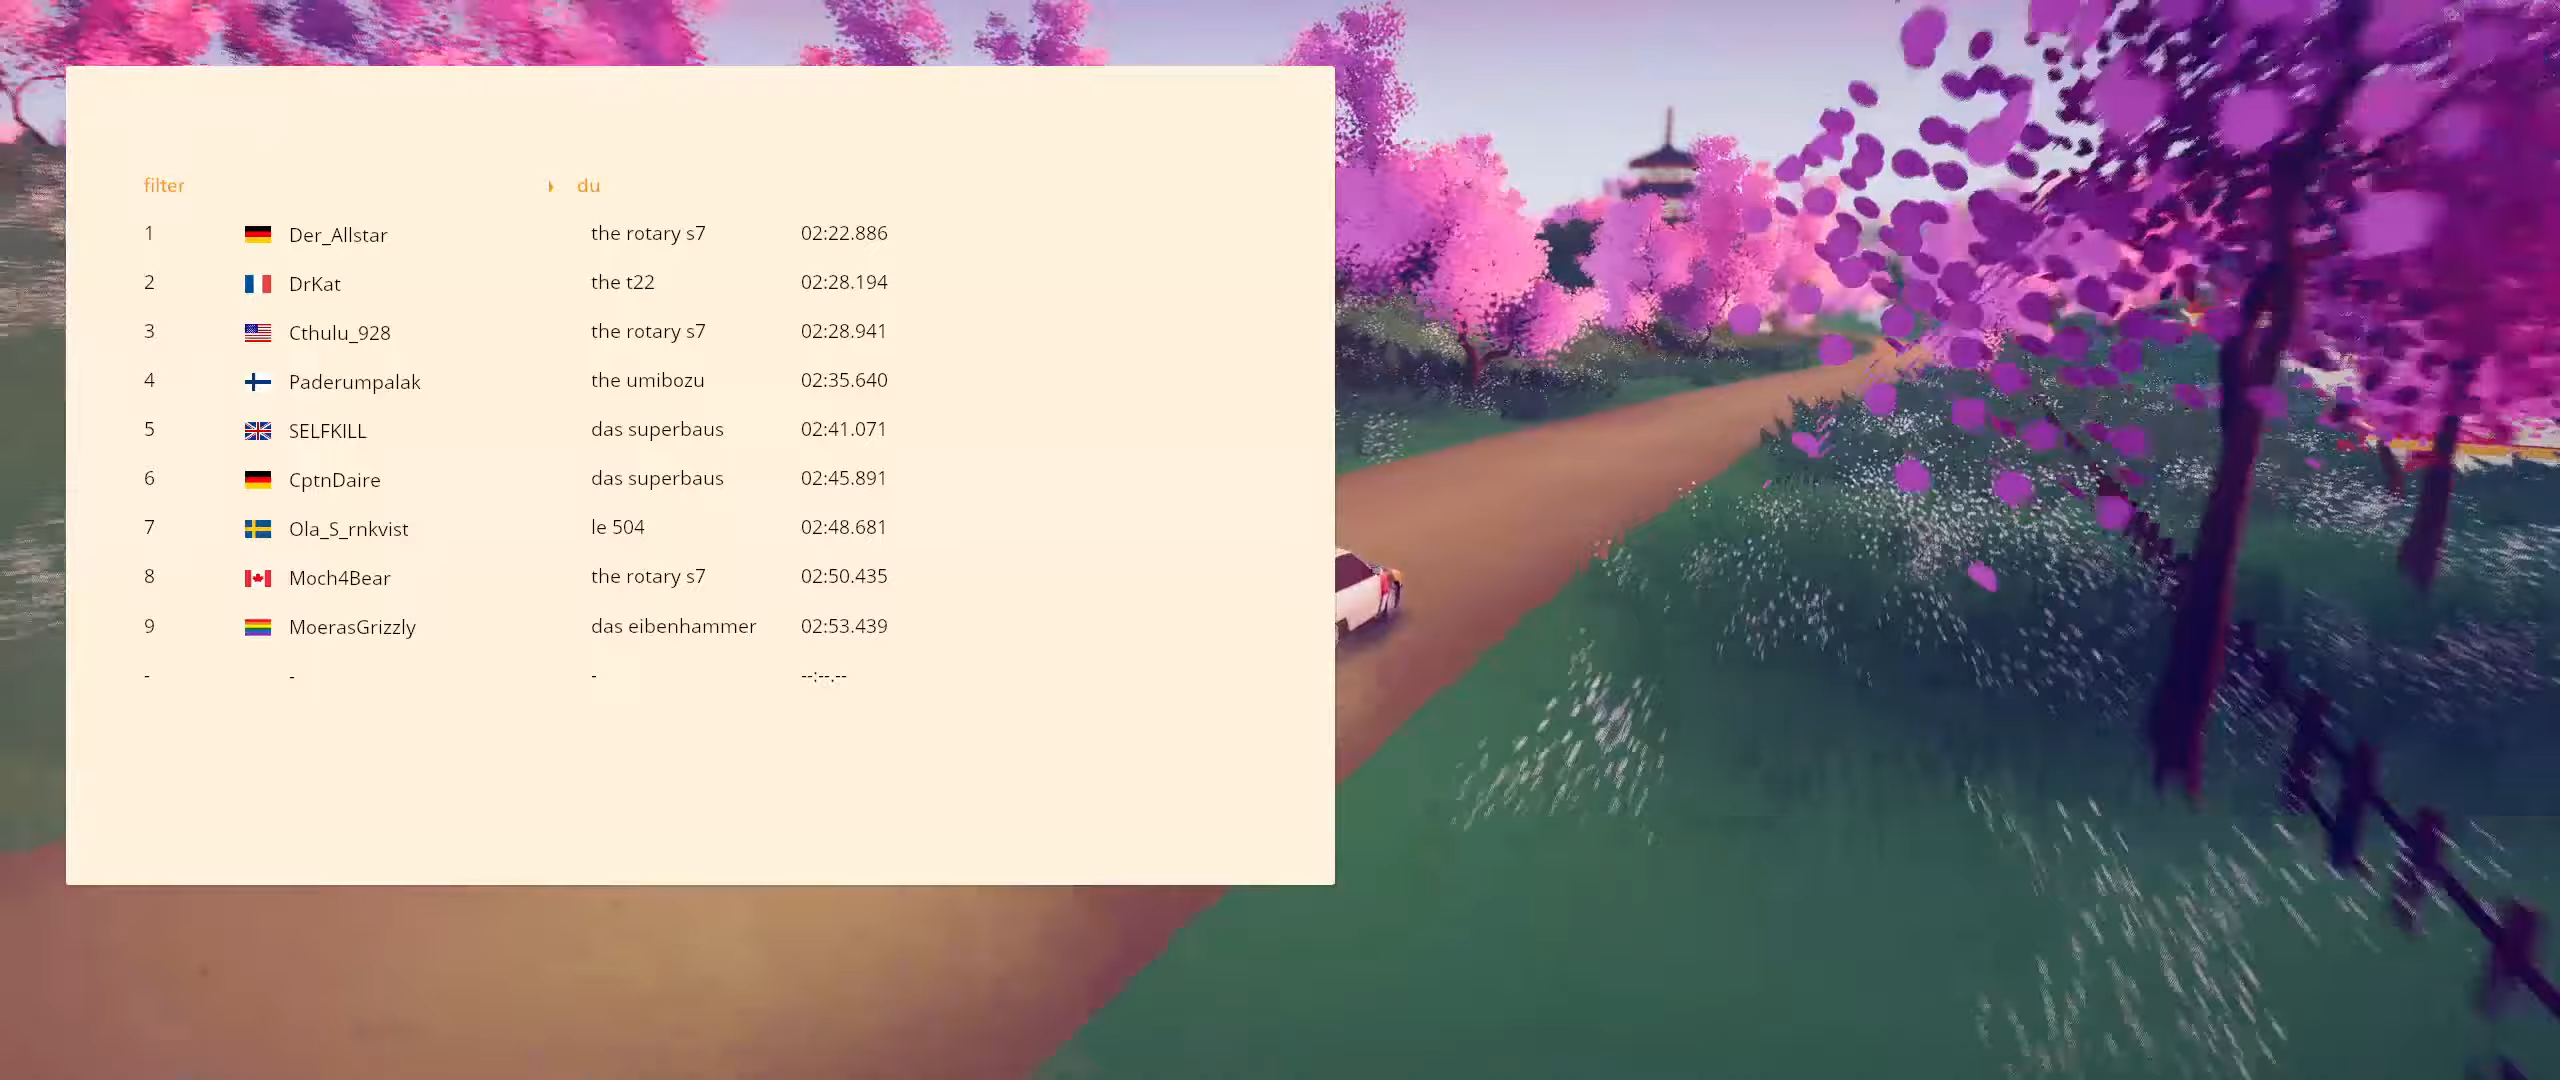 filter du
1 Der_Allstar the rotary s7 02:22.886
2 DrKat the t22 02:28.194
3 Cthulu_928 the rotary s7 02:28.941
4 Paderumpalak the umibozu 02:35.640
5 SELFKILL das superbaus 02:41.071
6 CptnDaire das superbaus 02:45.891
7 Ola_S_rnkvist le 504 02:48.681
8 Moch4Bear the rotary s7 02:50.435
9 MoerasGrizzly das eibenhammer 02:53.439
- - - --:--.--